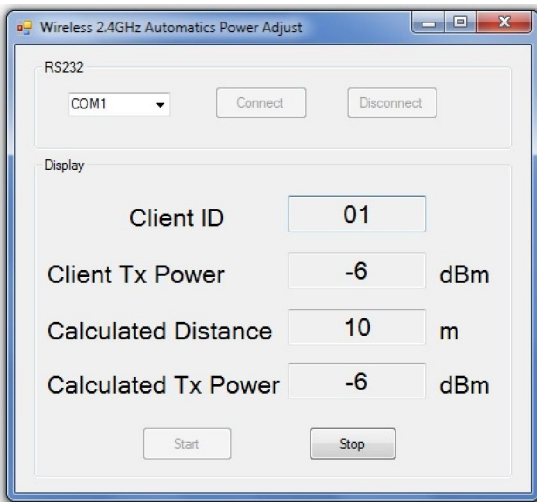 Wireless 2.4GHz Automatics Power Adjust
RS232
COM1 Connect Disconnect
Display
Client ID 01
Client Tx Power -6 dBm
Calculated Distance 10 m
Calculated Tx Power -6 dBm
Start Stop